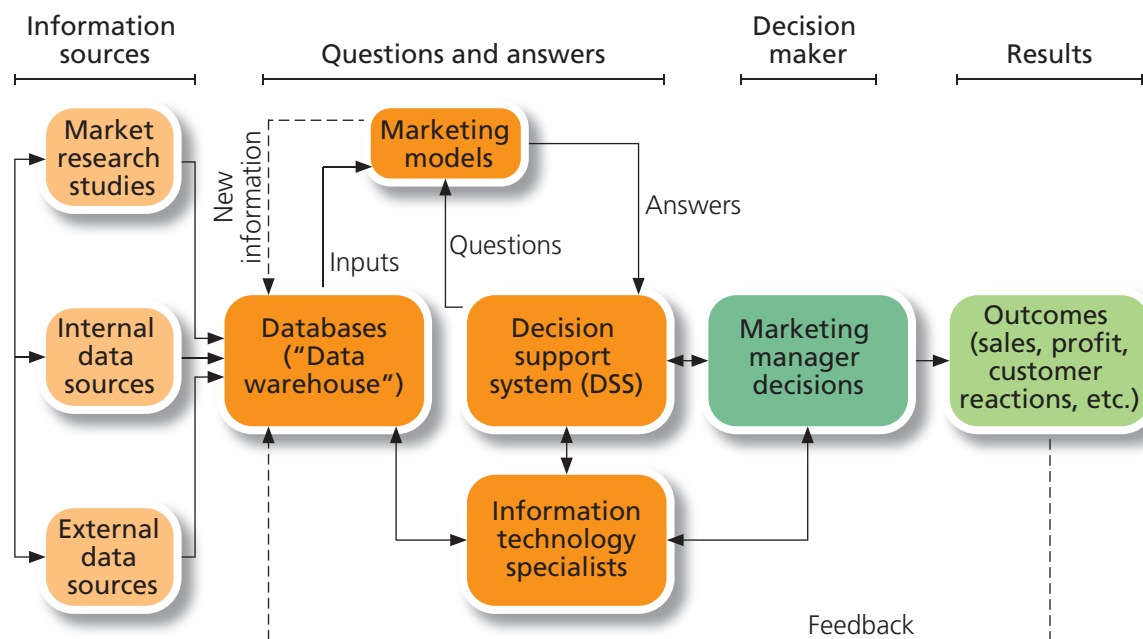 Information
sources
Questions and answers
Decision
maker
Results
Market
research
studies
Internal
data
sources
External
data
sources
New
information
Inputs
Marketing
models
Questions
Answers
Databases
(“Data
warehouse”)
Decision
support
system (DSS)
Information
technology
specialists
Marketing
manager
decisions
Outcomes
(sales, profit,
customer
reactions, etc.)
Feedback